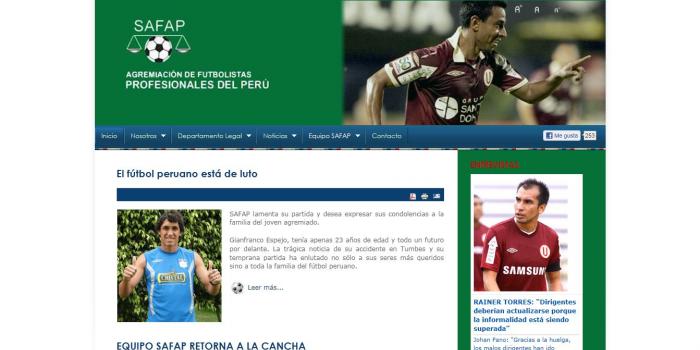 SAFAP
AGREMIACIÓN DE FUTBOLISTAS
PROFESIONALES DEL PERÚ
A A A
Inicio Nosotros Departamento Legal Noticias Equipo SAFAP Contacto
Me gusta 253
El fútbol peruano está de luto
SAFAP lamenta su partida y desea expresar sus condolencias a la
familia del joven agremiado.
Gianfranco Espejo, tenía apenas 23 años de edad y todo un futuro
por delante. La trágica noticia de su accidente en Tumbes y su
temprana partida ha enlutado no sólo a sus seres más queridos
sino a toda la familia del fútbol peruano.
Leer más...
EQUIPO SAFAP RETORNA A LA CANCHA
SAMSUNG
RAINER TORRES: "Dirigentes
deberían actualizarse porque
la informalidad está siendo
superada"
Johan Fano: "Gracias a la huelga,
los malos dirigentes han ido